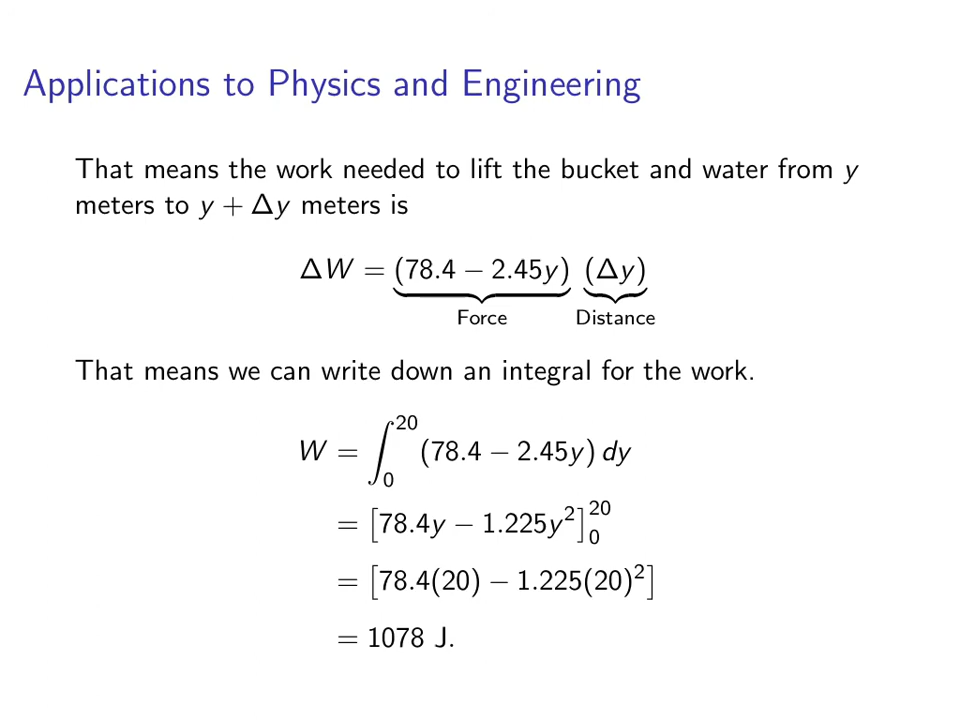 Applications to Physics and Engineering
That means the work needed to lift the bucket and water from y
meters to y + Δy meters is
ΔW = (78.4 − 2.45y) (Δy)
Force Distance
That means we can write down an integral for the work.
W = ∫₀²⁰ (78.4 − 2.45y) dy
= [78.4y − 1.225y²]₀²⁰
= [78.4(20) − 1.225(20)²]
= 1078 J.